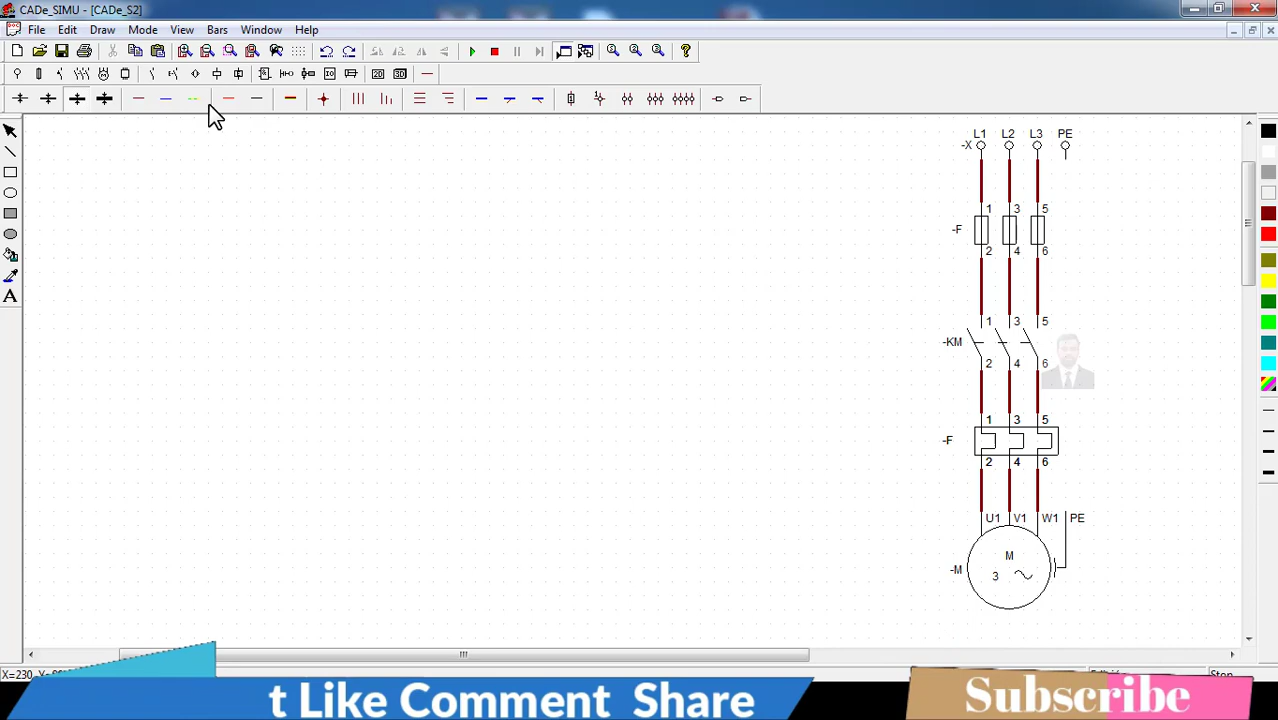 CADe_SIMU - [CADe_S2]
File Edit Draw Mode View Bars Window Help
L1 L2 L3 PE
-X
1 3 5
-F
2 4 6
1 3 5
-KM
2 4 6
1 3 5
-F
2 4 6
U1 V1 W1 PE
M
-M
3
X=230, Y=
Stop
t Like Comment Share
Subscribe